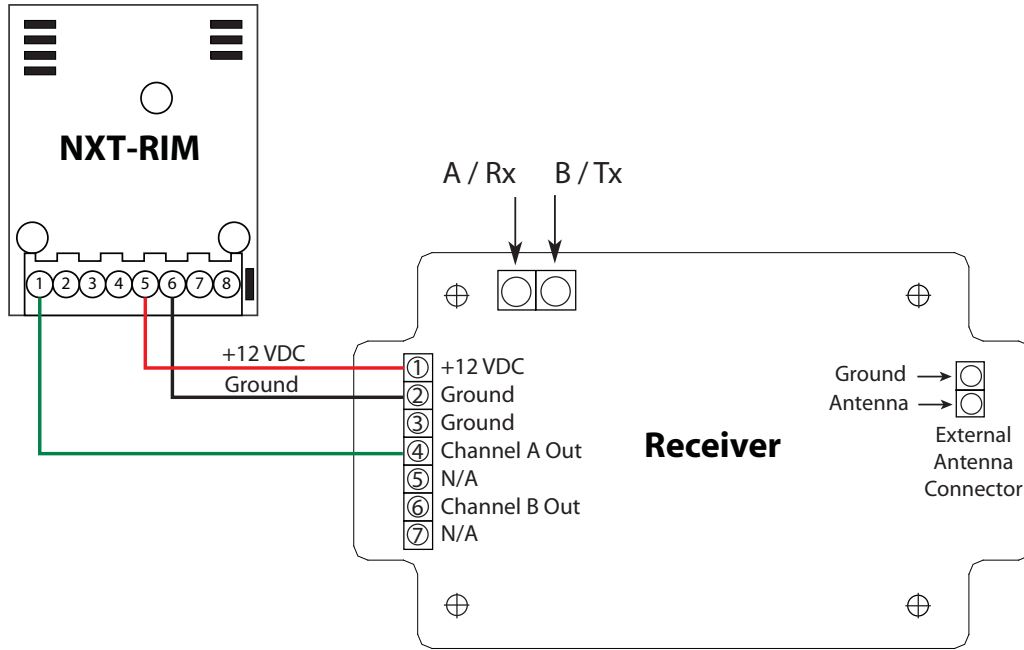 NXT-RIM
1 2 3 4 5 6 7 8
A / Rx B / Tx
+12 VDC
Ground
1 +12 VDC
2 Ground
3 Ground
4 Channel A Out
5 N/A
6 Channel B Out
7 N/A
Receiver
Ground
Antenna
External
Antenna
Connector